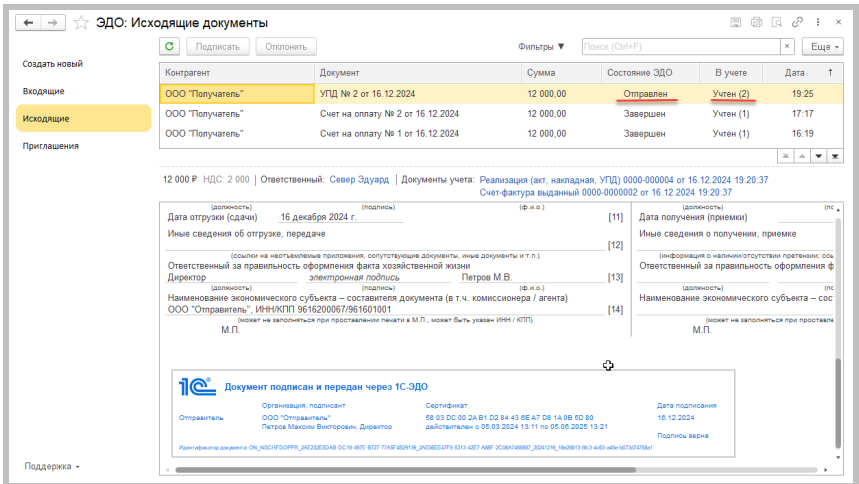 ЭДО: Исходящие документы
Создать новый
Входящие
Исходящие
Приглашения
Поддержка
Подписать Отклонить Фильтры ▼ Поиск (Ctrl+F) × Еще
Контрагент Документ Сумма Состояние ЭДО В учете Дата ↑
ООО "Получатель" УПД № 2 от 16.12.2024 12 000,00 Отправлен Учтен (2) 19:25
ООО "Получатель" Счет на оплату № 2 от 16.12.2024 12 000,00 Завершен Учтен (1) 17:17
ООО "Получатель" Счет на оплату № 1 от 16.12.2024 12 000,00 Завершен Учтен (1) 16:19
12 000 ₽ НДС: 2 000 | Ответственный: Север Эдуард | Документы учета: Реализация (акт, накладная, УПД) 0000-000004 от 16.12.2024 19:20:37
Счет-фактура выданный 0000-0000002 от 16.12.2024 19:20:37
(должность) (подпись) (ф.и.о.) (должность)
Дата отгрузки (сдачи) 16 декабря 2024 г. [11] Дата получения (приемки)
Иные сведения об отгрузке, передаче Иные сведения о получении, приемке
[12]
(ссылки на неотъемлемые приложения, сопутствующие документы, иные документы и т.п.) (информация о наличии/отсутствии претензии;
Ответственный за правильность оформления факта хозяйственной жизни Ответственный за правильность оформления ф
Директор электронная подпись Петров М.В. [13]
(должность) (подпись) (ф.и.о.) (должность)
Наименование экономического субъекта – составителя документа (в т.ч. комиссионера / агента) Наименование экономического субъекта – сос
ООО "Отправитель", ИНН/КПП 9616200067/961601001 [14]
(может не заполняться при проставлении печати в М.П., может быть указан ИНН / КПП) (может не заполняться при проставле
М.П. М.П.
1С Документ подписан и передан через 1С-ЭДО
Организация, подписант Сертификат Дата подписания
Отправитель ООО "Отправитель" 58 03 DC 00 2A B1 D2 84 43 6E A7 D8 1A 0B 5D 80 16.12.2024
Петров Максим Викторович, Директор действителен с 05.03.2024 13:11 по 05.06.2025 13:21
Подпись верна
Идентификатор документа: